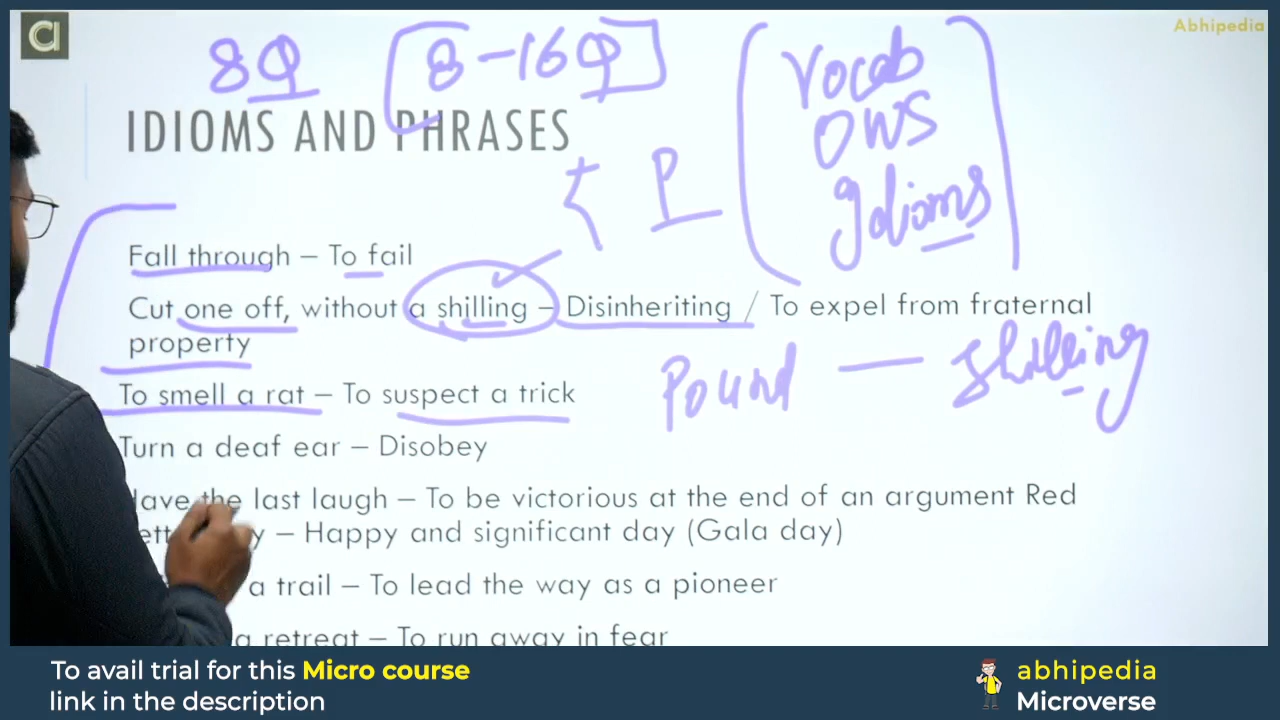 Abhipedia
8Q [8-16Q]
Vocab
OWS
Idioms
IDIOMS AND PHRASES
P
Fall through – To fail
Cut one off, without a shilling – Disinheriting / To expel from fraternal
property
Pound — Shilling
To smell a rat – To suspect a trick
Turn a deaf ear – Disobey
the last laugh – To be victorious at the end of an argument Red
– Happy and significant day (Gala day)
a trail – To lead the way as a pioneer
a retreat – To run away in fear
To avail trial for this Micro course
link in the description
abhipedia
Microverse